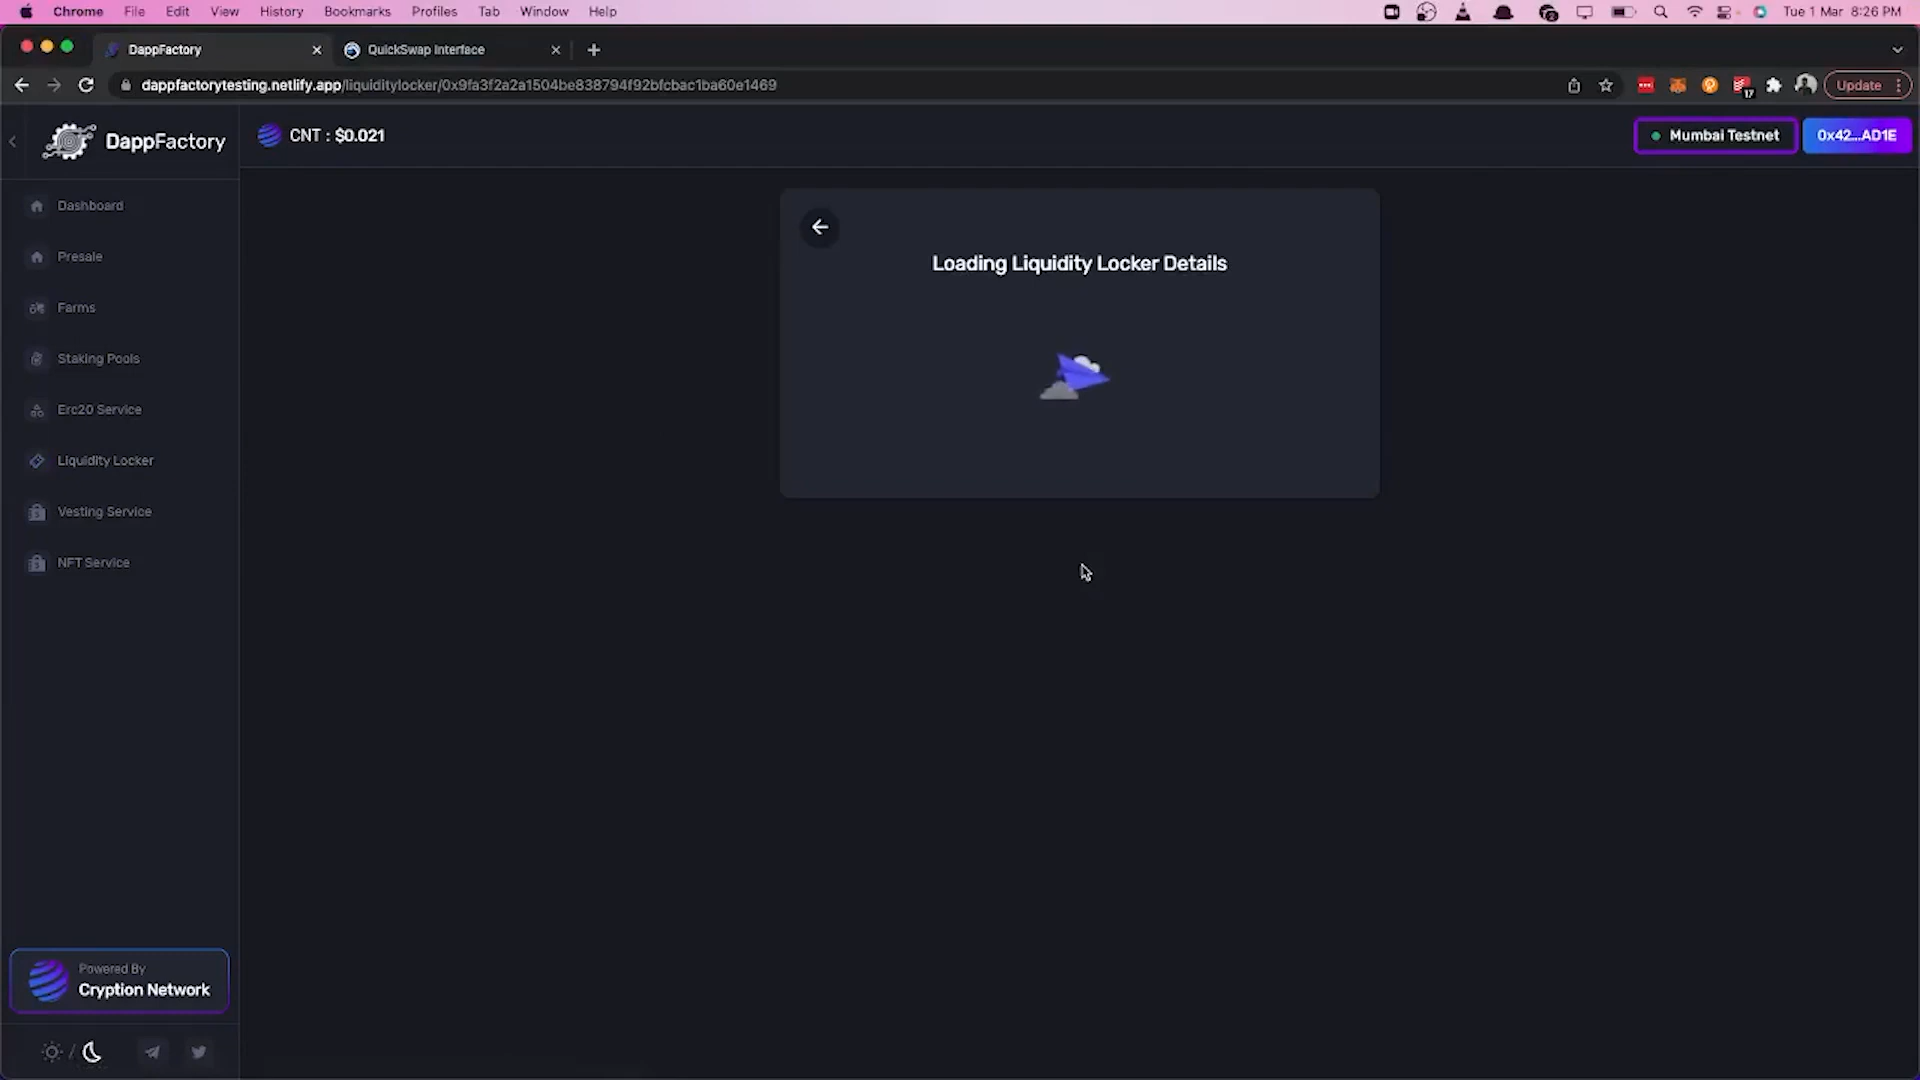 Chrome File Edit View History Bookmarks Profiles Tab Window Help
Tue 1 Mar 8:26 PM
DappFactory
QuickSwap Interface
dappfactorytesting.netlify.app/liquiditylocker/0x9fa3f2a2a1504be838794f92bfcbac1ba60e1469
17
Update
DappFactory
CNT : $0.021
Mumbai Testnet
0x42...AD1E
Dashboard
Presale
Farms
Staking Pools
Erc20 Service
Liquidity Locker
Vesting Service
NFT Service
Loading Liquidity Locker Details
Powered By
Cryption Network
/